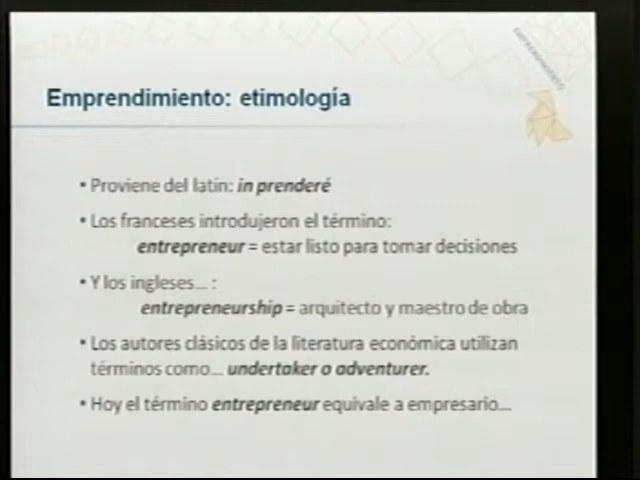 EMPRENDIMIENTO
Emprendimiento: etimología
• Proviene del latín: in prenderé
• Los franceses introdujeron el término:
entrepreneur = estar listo para tomar decisiones
• Y los ingleses... :
entrepreneurship = arquitecto y maestro de obra
• Los autores clásicos de la literatura económica utilizan
términos como... undertaker o adventurer.
• Hoy el término entrepreneur equivale a empresario...